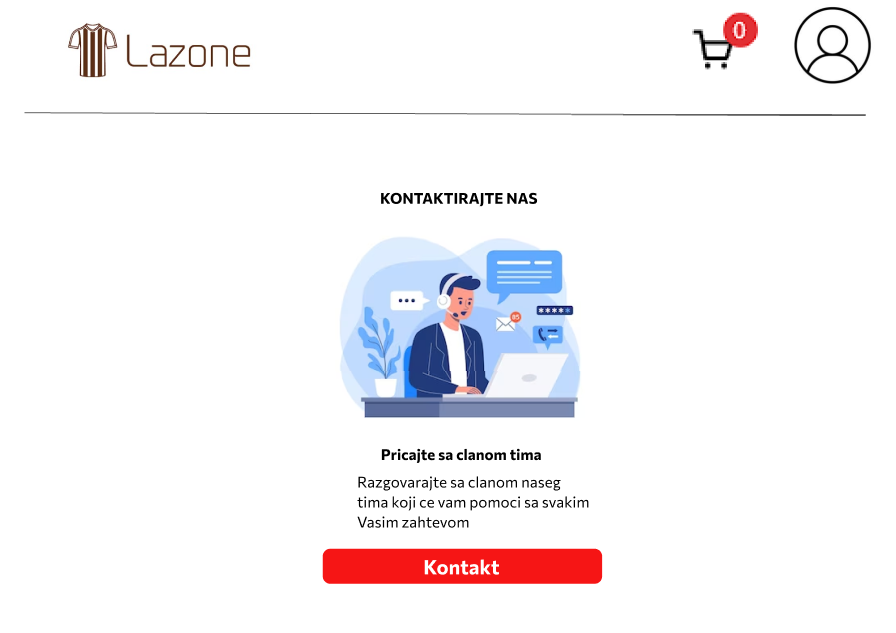 Lazone
0
KONTAKTIRAJTE NAS
85
*****
Pricajte sa clanom tima
Razgovarajte sa clanom naseg
tima koji ce vam pomoci sa svakim
Vasim zahtevom
Kontakt